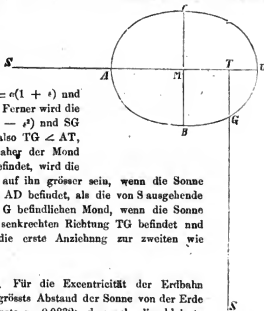 C
S A M T D
= a(1 + ε) und
Ferner wird die
— ε²) und SG
B G
also TG < AT,
daher der Mond
befindet, wird die
auf ihn grösser sein, wenn die Sonne
AD befindet, als die von S ausgehende
G befindlichen Mond, wenn die Sonne
senkrechten Richtung TG befindet und
die erste Anziehung zur zweiten wie
Für die Excentricität der Erdbahn
grösste Abstand der Sonne von der Erde
S